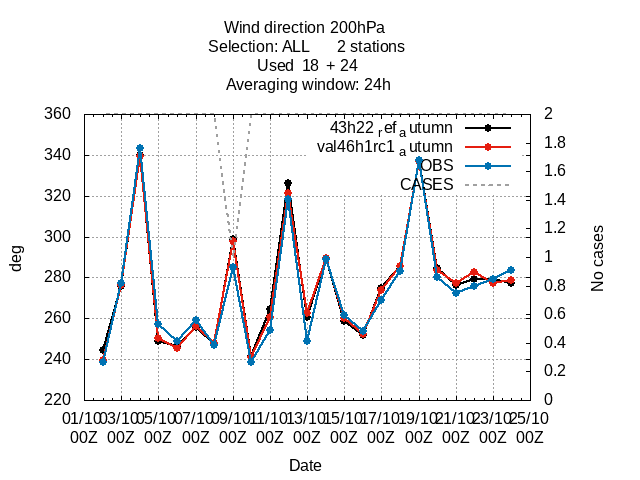 Wind direction 200hPa
Selection: ALL 2 stations
Used 18 + 24
Averaging window: 24h
360 2
43h22_ref_autumn
val46h1rc1_autumn
OBS
CASES
340 320 300 280 260 240 220
1.8 1.6 1.4 1.2 1 0.8 0.6 0.4 0.2 0
deg
No cases
01/10 03/10 05/10 07/10 09/10 11/10 13/10 15/10 17/10 19/10 21/10 23/10 25/10
00Z 00Z 00Z 00Z 00Z 00Z 00Z 00Z 00Z 00Z 00Z 00Z 00Z
Date